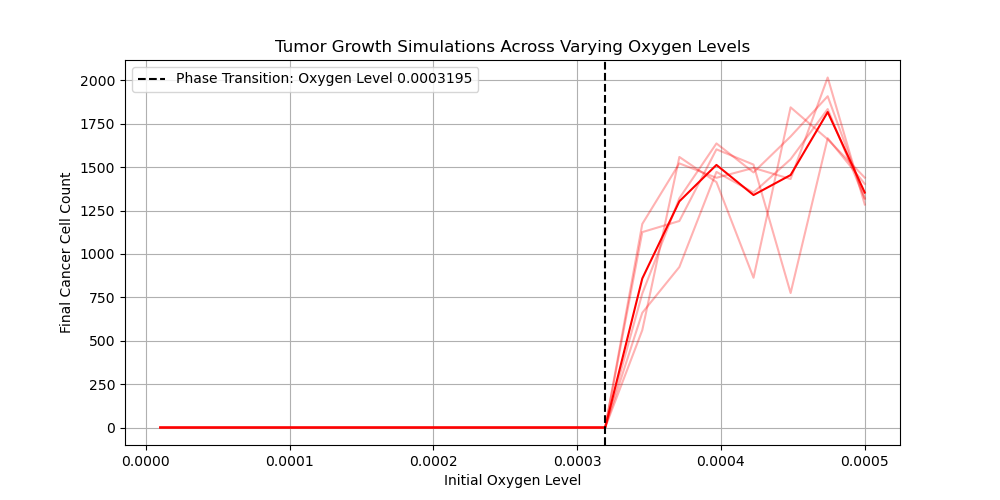 Tumor Growth Simulations Across Varying Oxygen Levels
Phase Transition: Oxygen Level 0.0003195
Final Cancer Cell Count
2000
1750
1500
1250
1000
750
500
250
0
0.0000 0.0001 0.0002 0.0003 0.0004 0.0005
Initial Oxygen Level